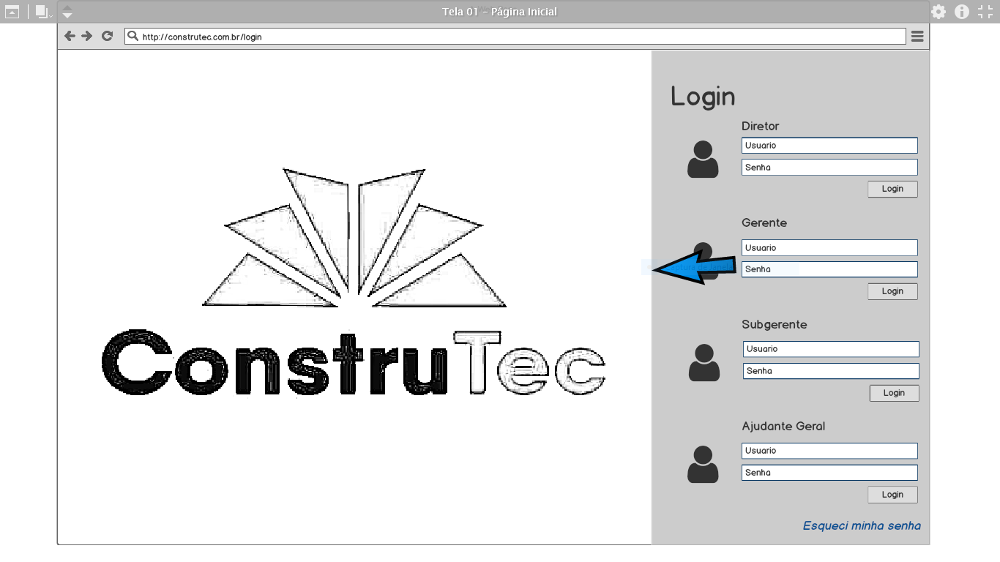 Tela 01 - Página Inicial
http://construtec.com.br/login
ConstruTec
Login
Diretor
Usuario
Senha
Login
Gerente
Usuario
Senha
Login
Subgerente
Usuario
Senha
Login
Ajudante Geral
Usuario
Senha
Login
Esqueci minha senha